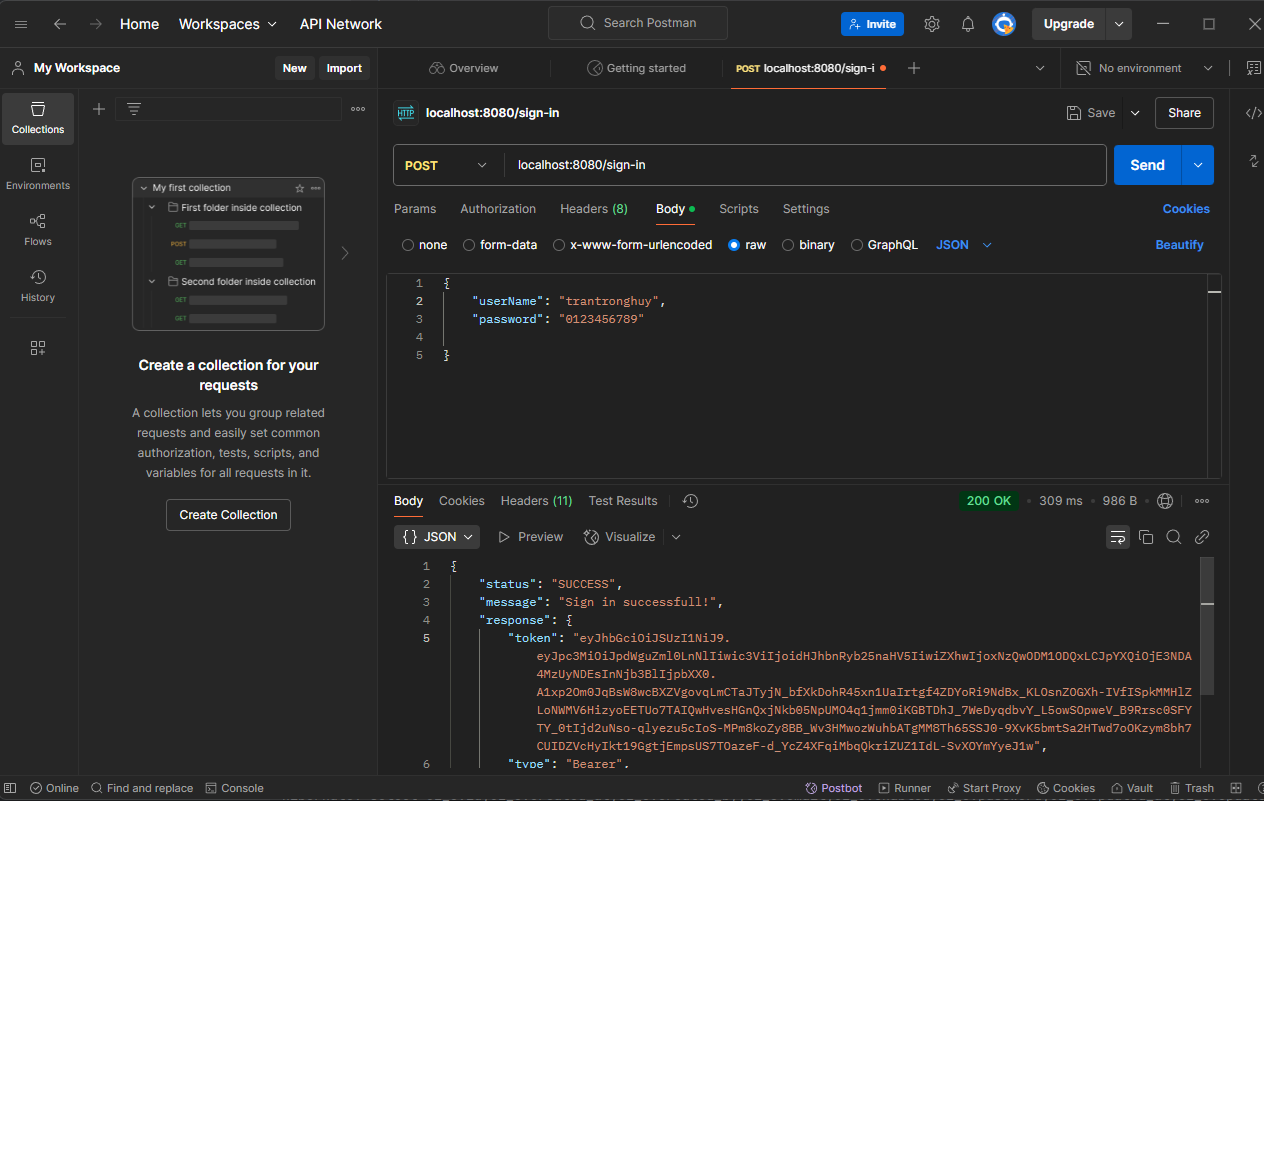 Home Workspaces API Network Search Postman Invite Upgrade
My Workspace New Import Overview Getting started POST localhost:8080/sign-i No environment
Collections
Environments
Flows
History
My first collection
First folder inside collection
GET
POST
GET
Second folder inside collection
GET
GET
Create a collection for your
requests
A collection lets you group related
requests and easily set common
authorization, tests, scripts, and
variables for all requests in it.
Create Collection
HTTP localhost:8080/sign-in Save Share
POST localhost:8080/sign-in Send
Params Authorization Headers (8) Body Scripts Settings Cookies
none form-data x-www-form-urlencoded raw binary GraphQL JSON Beautify
1 {
2 "userName": "trantronghuy",
3 "password": "0123456789"
4
5 }
Body Cookies Headers (11) Test Results 200 OK 309 ms 986 B
{} JSON Preview Visualize
1 {
2 "status": "SUCCESS",
3 "message": "Sign in successfull!",
4 "response": {
5 "token": "eyJhbGciOiJSUzI1NiJ9.
eyJpc3MiOiJpdWguZml0LnNlIiwic3ViIjoidHJhbnRyb25naHV5IiwiZXhwIjoxNzQwODM1ODQxLCJpYXQiOjE3NDA
4MzUyNDEsInNjb3BlIjpbXX0.
A1xp2Om0JqBsW8wcBXZVgovqLmCTaJTyjN_bfXkDohR45xn1UaIrtgf4ZDYoRi9NdBx_KLOsnZOGXh-IVfISpkMMHlZ
LoNWMV6HizyoEETUo7TAIQwHvesHGnQxjNkb05NpUMO4q1jmm0iKGBTDhJ_7WeDyqdbvY_L5owSOpweV_B9Rrsc0SFY
TY_0tIjd2uNso-qlyezu5cIoS-MPm8koZy8BB_Wv3HMwozWuhbATgMM8Th65SSJ0-9XvK5bmtSa2HTwd7oOKzym8bh7
CUIDZVcHyIkt19GgtjEmpsUS7TOazeF-d_YcZ4XFqiMbqQkriZUZ1IdL-SvXOYmYyeJ1w",
6 "type": "Bearer",
Online Find and replace Console Postbot Runner Start Proxy Cookies Vault Trash